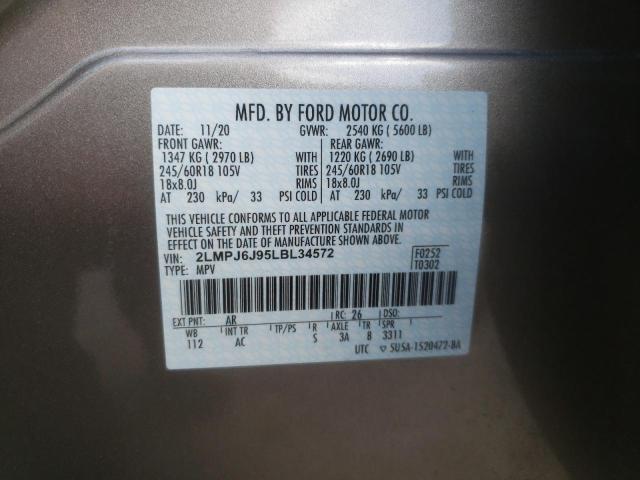 MFD. BY FORD MOTOR CO.
DATE: 11/20 GVWR: 2540 KG ( 5600 LB)
FRONT GAWR: REAR GAWR:
1347 KG ( 2970 LB) WITH 1220 KG ( 2690 LB) WITH
245/60R18 105V TIRES 245/60R18 105V TIRES
18x8.0J RIMS 18x8.0J RIMS
AT 230 kPa/ 33 PSI COLD AT 230 kPa/ 33 PSI COLD
THIS VEHICLE CONFORMS TO ALL APPLICABLE FEDERAL MOTOR
VEHICLE SAFETY AND THEFT PREVENTION STANDARDS IN
EFFECT ON THE DATE OF MANUFACTURE SHOWN ABOVE.
VIN: 2LMPJ6J95LBL34572 F0252
TYPE: MPV T0302
EXT PNT: AR RC: 26 DSO:
WB INT TR TP/PS R AXLE TR SPR
112 AC S 3A 8 3311
UTC ▽ SU5A-1520472-BA